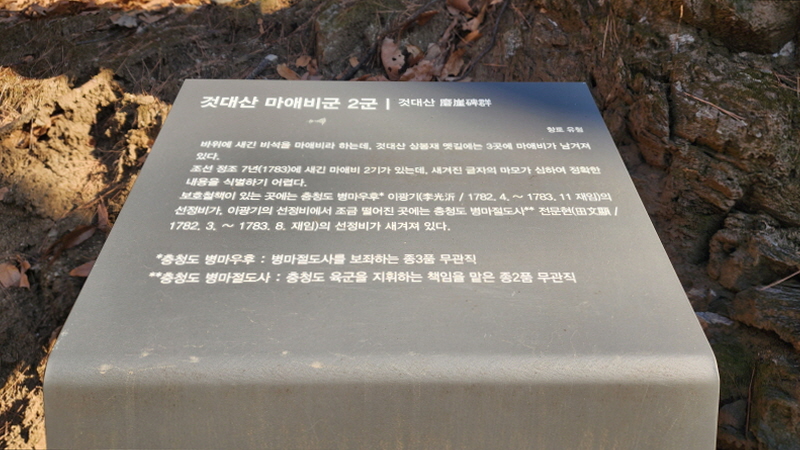 것대산 마애비군 2군 | 것대산 磨崖碑群
향토 유적
바위에 새긴 비석을 마애비라 하는데, 것대산 상봉재 옛길에는 3곳에 마애비가 남겨져
있다.
조선 정조 7년(1783)에 새긴 마애비 2기가 있는데, 새겨진 글자의 마모가 심하여 정확한
내용을 식별하기 어렵다.
보호철책이 있는 곳에는 충청도 병마우후* 이광기(李光沂 / 1782. 4. ~ 1783. 11 재임)의
선정비가, 이광기의 선정비에서 조금 떨어진 곳에는 충청도 병마절도사** 전문현(田文顯 /
1782. 3. ~ 1783. 8. 재임)의 선정비가 새겨져 있다.
*충청도 병마우후 : 병마절도사를 보좌하는 종3품 무관직
**충청도 병마절도사 : 충청도 육군을 지휘하는 책임을 맡은 종2품 무관직